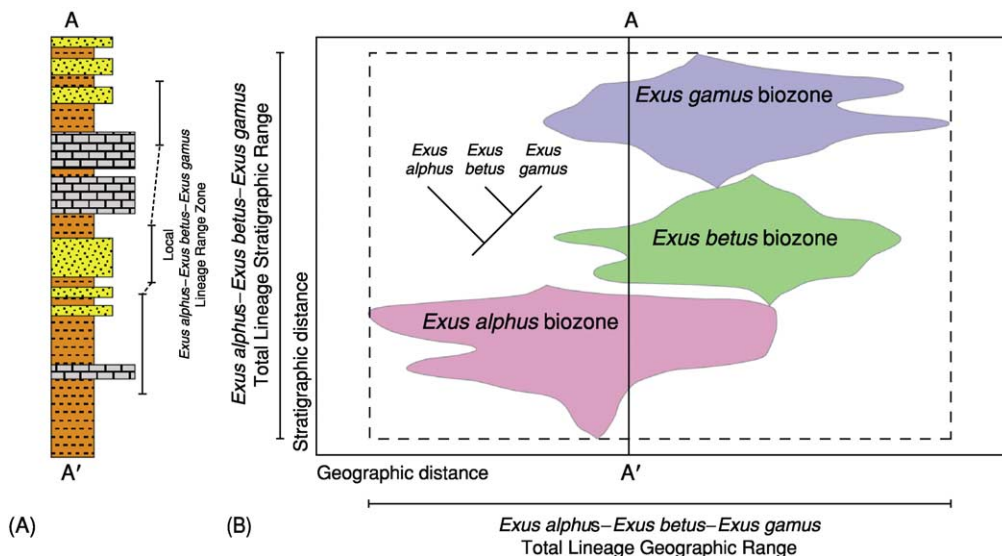 A
Exus alphus–Exus betus–Exus gamus
Local
Lineage Range Zone
A′
(A)
Exus alphus–Exus betus–Exus gamus
Total Lineage Stratigraphic Range
Stratigraphic distance
A
Exus gamus biozone
Exus alphus
Exus betus
Exus gamus
Exus betus biozone
Exus alphus biozone
Geographic distance
A′
(B)
Exus alphus–Exus betus–Exus gamus
Total Lineage Geographic Range